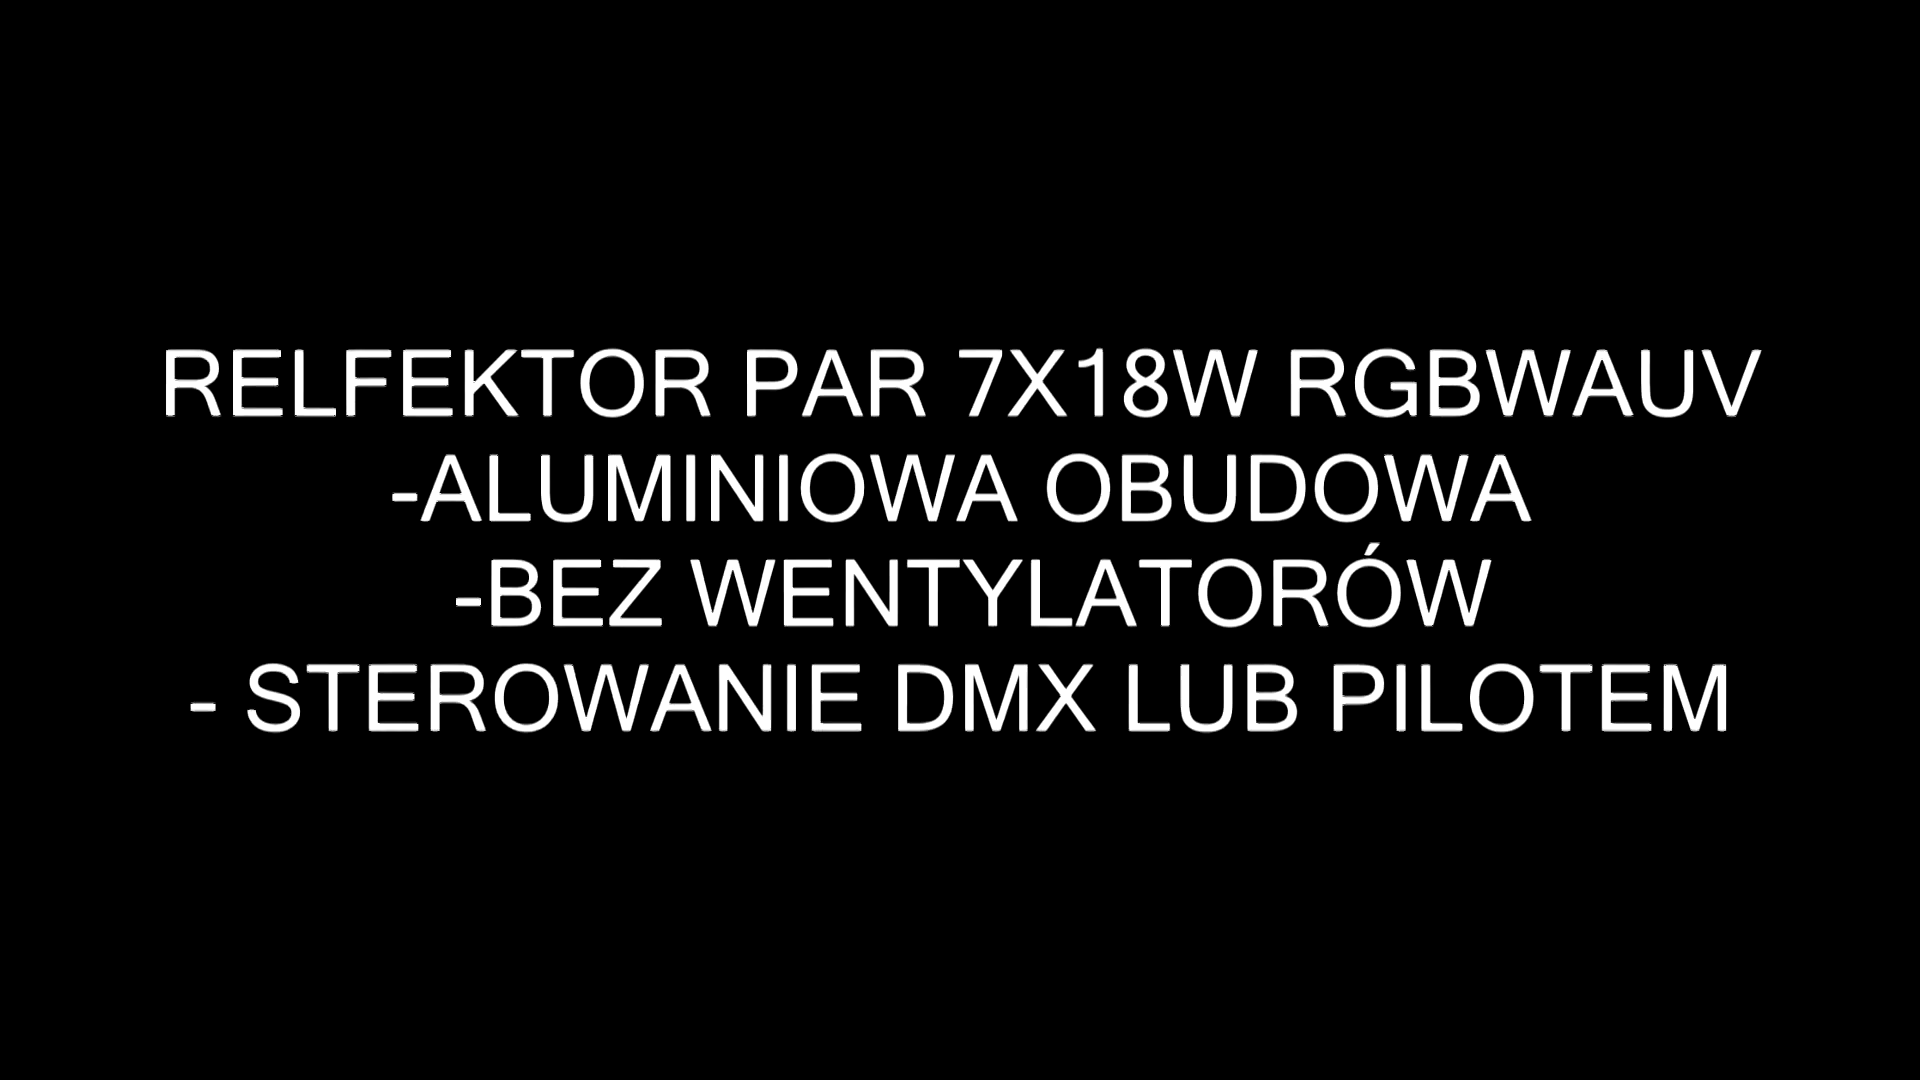 RELFEKTOR PAR 7X18W RGBWAUV
-ALUMINIOWA OBUDOWA
-BEZ WENTYLATORÓW
- STEROWANIE DMX LUB PILOTEM